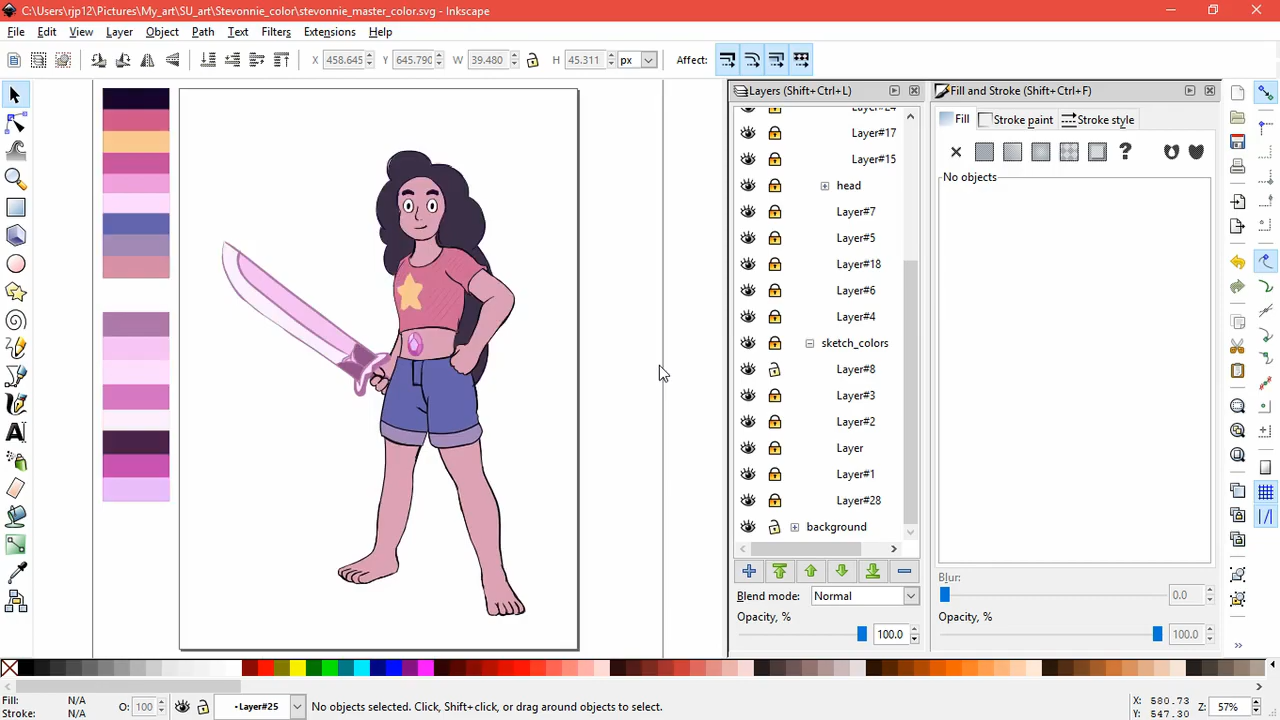 C:\Users\rjp12\Pictures\My_art\SU_art\Stevonnie_color\stevonnie_master_color.svg - Inkscape
File Edit View Layer Object Path Text Filters Extensions Help
X Y 645.790 W 39.480 H 45.311 px Affect:
Layers (Shift+Ctrl+L)
Layer#17
Layer#15
head
Layer#7
Layer#5
Layer#18
Layer#6
Layer#4
sketch_colors
Layer#8
Layer#3
Layer#2
Layer
Layer#1
Layer#28
background
Blend mode: Normal
Opacity, %
100.0
Fill and Stroke (Shift+Ctrl+F)
Fill Stroke paint Stroke style
?
No objects
Blur:
0.0
Opacity, %
100.0
Fill: N/A
Stroke: N/A
O: 100
•Layer#25
No objects selected. Click, Shift+click, or drag around objects to select.
X: 580.73
Y: 547.30
Z: 57%